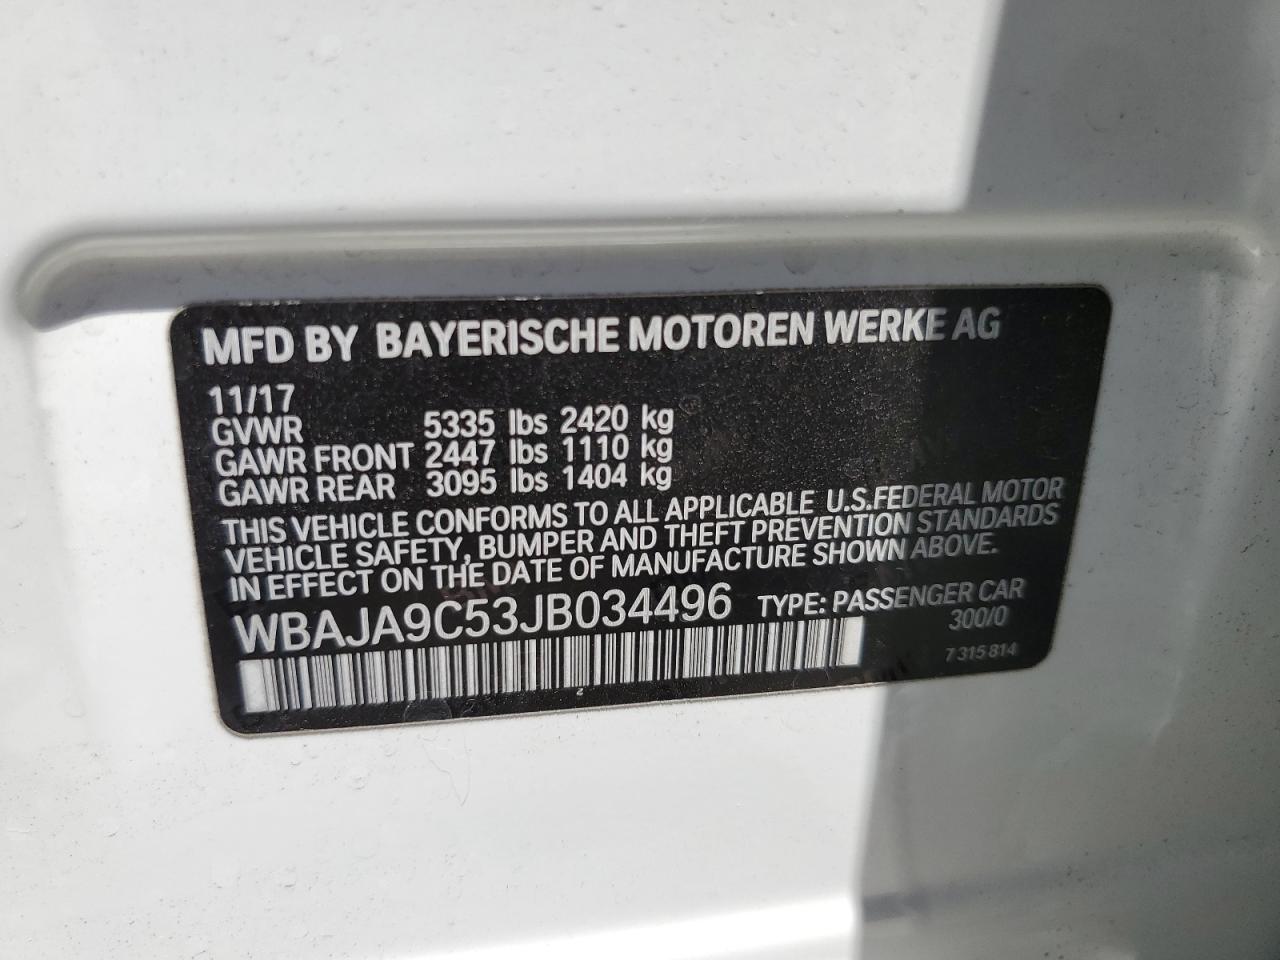 MFD BY BAYERISCHE MOTOREN WERKE AG
11/17
GVWR 5335 lbs 2420 kg
GAWR FRONT 2447 lbs 1110 kg
GAWR REAR 3095 lbs 1404 kg
THIS VEHICLE CONFORMS TO ALL APPLICABLE U.S.FEDERAL MOTOR
VEHICLE SAFETY, BUMPER AND THEFT PREVENTION STANDARDS
IN EFFECT ON THE DATE OF MANUFACTURE SHOWN ABOVE.
WBAJA9C53JB034496 TYPE: PASSENGER CAR
300/0
7 315 814